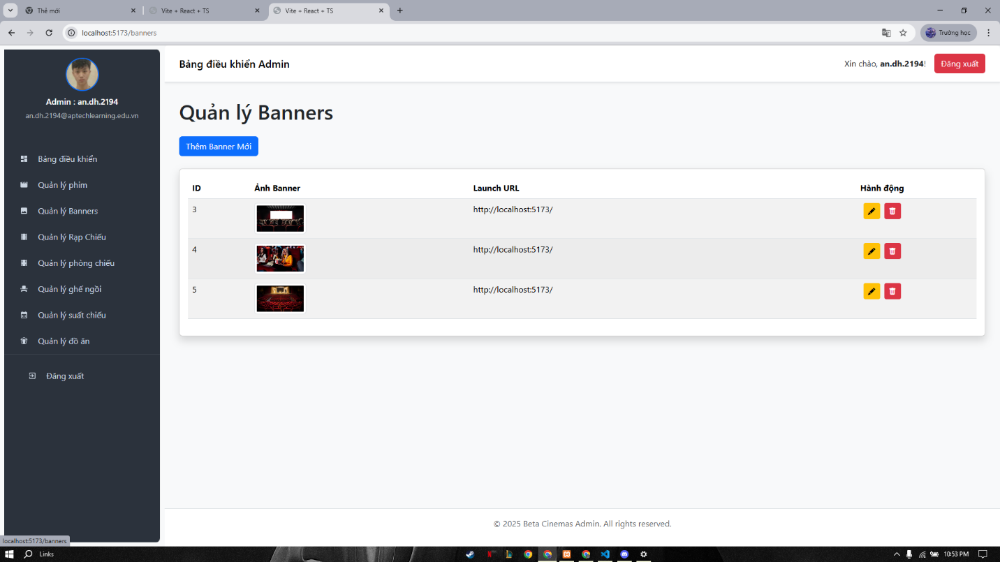 Thẻ mới
Vite + React + TS
Vite + React + TS
localhost:5173/banners
Trường học
Admin : an.dh.2194
an.dh.2194@aptechlearning.edu.vn
Bảng điều khiển
Quản lý phim
Quản lý Banners
Quản lý Rạp Chiếu
Quản lý phòng chiếu
Quản lý ghế ngồi
Quản lý suất chiếu
Quản lý đồ ăn
Đăng xuất
Bảng điều khiển Admin
Xin chào, an.dh.2194!
Đăng xuất
Quản lý Banners
Thêm Banner Mới
ID Ảnh Banner Launch URL Hành động
3 http://localhost:5173/
4 http://localhost:5173/
5 http://localhost:5173/
© 2025 Beta Cinemas Admin. All rights reserved.
localhost:5173/banners
Links
10:53 PM